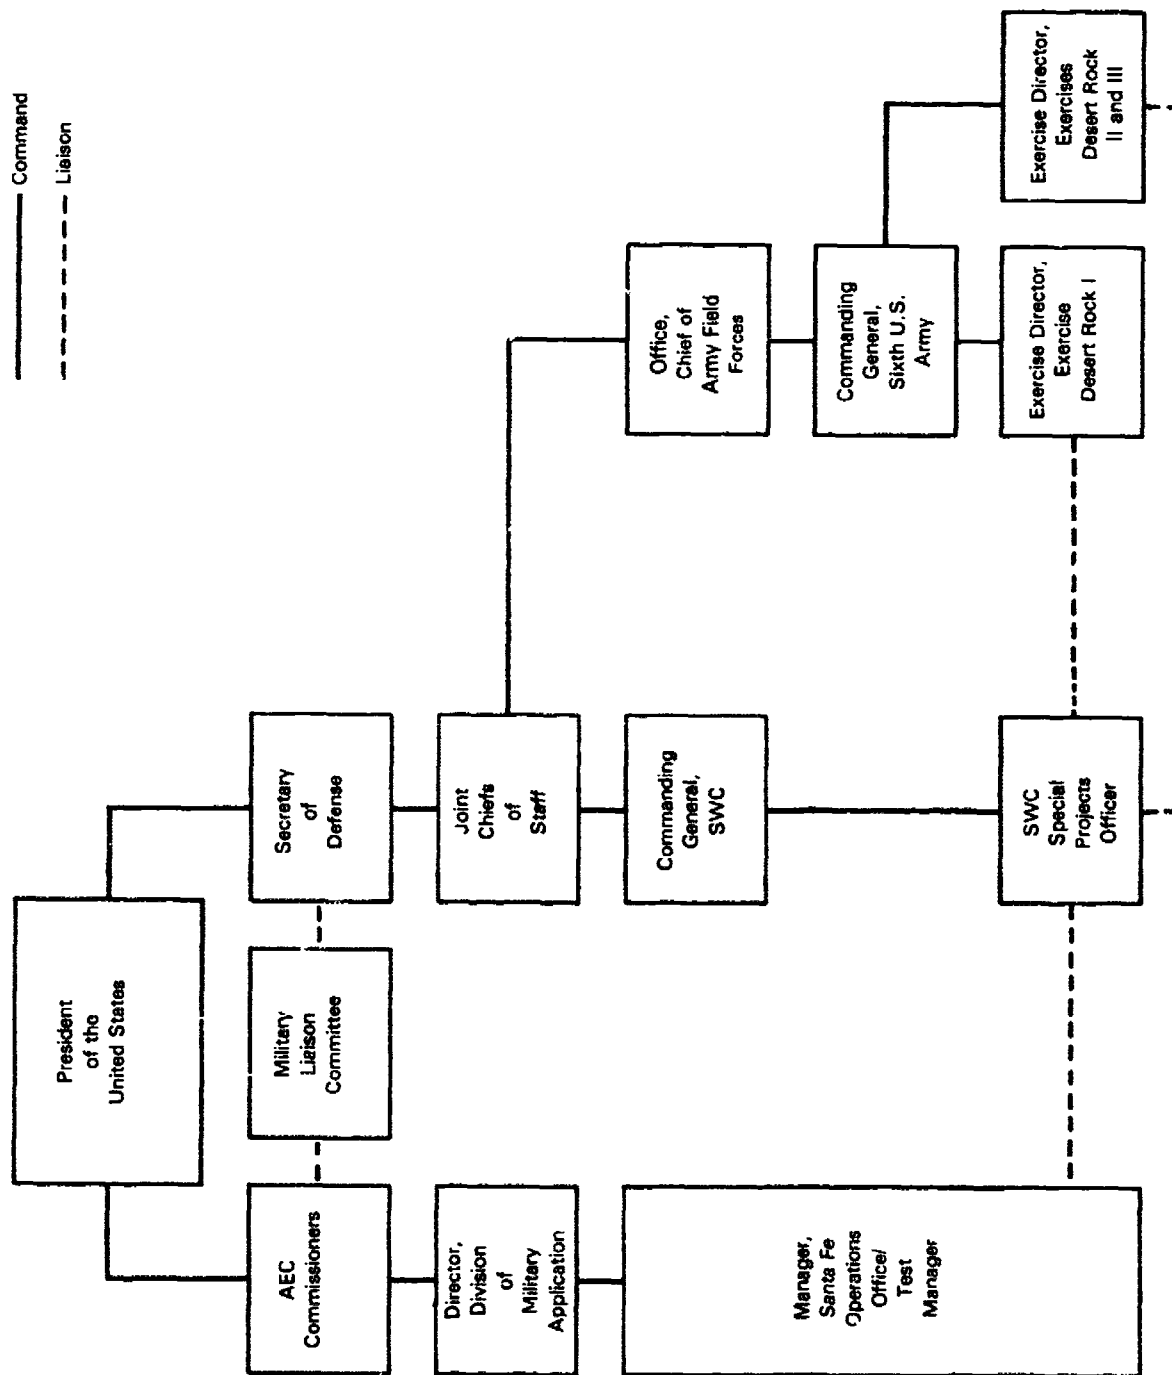 Command
Liaison
President
of the
United States
AEC
Commissioners
Military
Liaison
Committee
Secretary
of
Defense
Director,
Division
of
Military
Application
Joint
Chiefs
of
Staff
Manager,
Santa Fe
Operations
Office/
Test
Manager
Commanding
General,
SWC
Office,
Chief of
Army Field
Forces
Commanding
General,
Sixth U.S.
Army
SWC
Special
Projects
Officer
Exercise Director,
Exercise
Desert Rock I
Exercise Director,
Exercises
Desert Rock
II and III